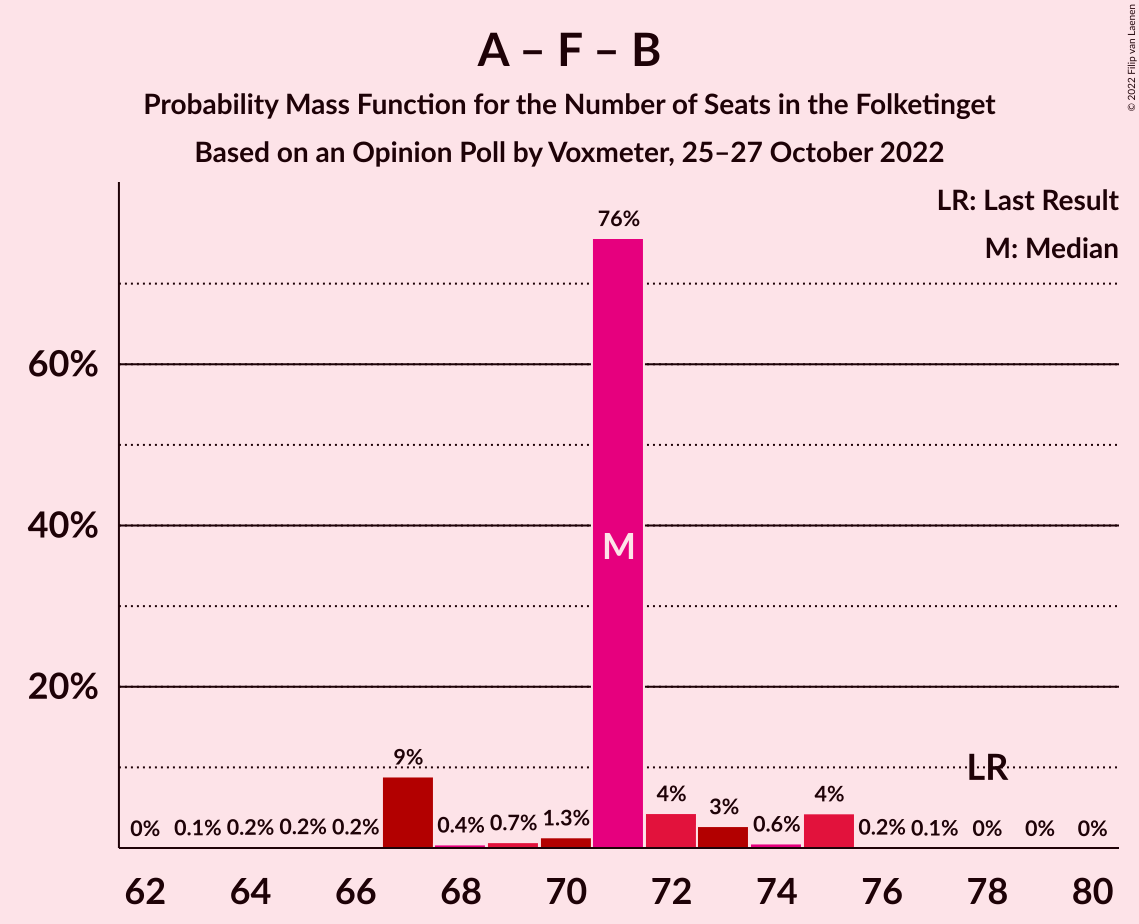 A – F – B
Probability Mass Function for the Number of Seats in the Folketinget
Based on an Opinion Poll by Voxmeter, 25–27 October 2022
© 2022 Filip van Laenen
LR: Last Result
M: Median
76%
60%
40%
M
20%
9%
LR
0% 0.1% 0.2% 0.2% 0.2% 0.4% 0.7% 1.3% 4% 3% 0.6% 4% 0.2% 0.1% 0% 0% 0%
62 64 66 68 70 72 74 76 78 80